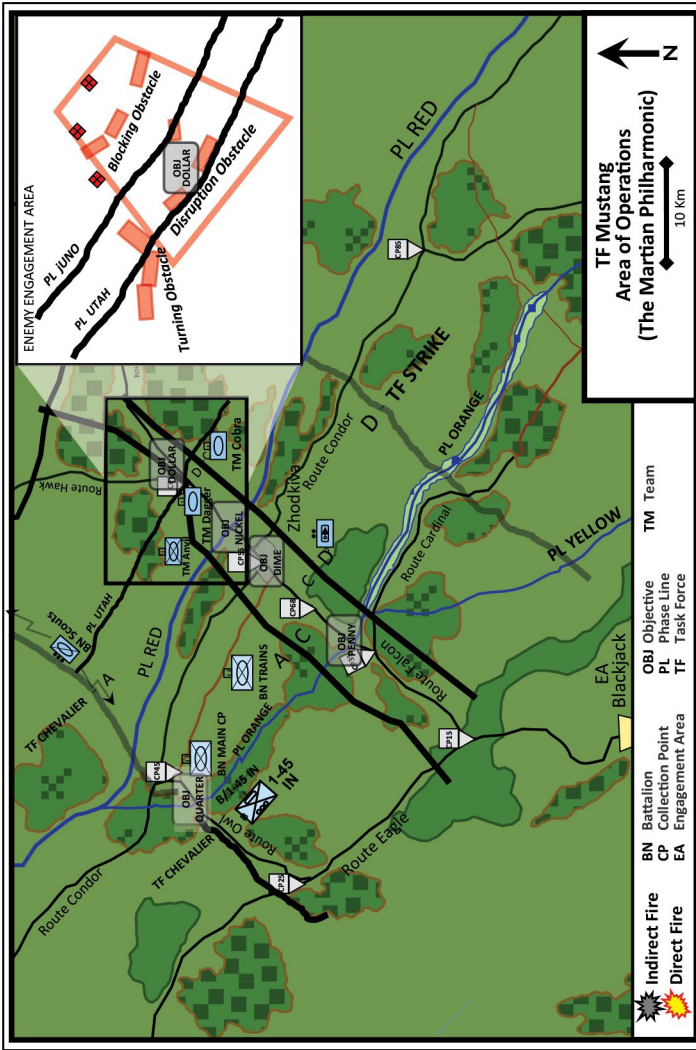 ENEMY ENGAGEMENT AREA
PL JUNO
PL UTAH
Blocking Obstacle
OBJ
DOLLAR
Disruption Obstacle
Turning Obstacle
Route Hawk
OBJ
DOLLAR
D
TM Cobra
TM Dagger
TM Anvil
OBJ
NICKEL
PL UTAH
BN Scouts
A
TF CHEVALIER
PL RED
PL RED
CP85
Route Condor
Zhodkiva
OBJ
DIME
D
TF STRIKE
D
C
CP68
BN TRAINS
A
C
OBJ
PENNY
PL ORANGE
Route Cardinal
PL YELLOW
Route Falcon
BN MAIN CP
PL ORANGE
CP45
OBJ
QUARTER
B/1-45 IN
1-45
IN
Route Owl
TF CHEVALIER
Route Condor
CP25
Route Eagle
CP15
EA
Blackjack
N
TF Mustang
Area of Operations
(The Martian Philharmonic)
10 Km
Indirect Fire
Direct Fire
BN Battalion
CP Collection Point
EA Engagement Area
OBJ Objective
PL Phase Line
TF Task Force
TM Team